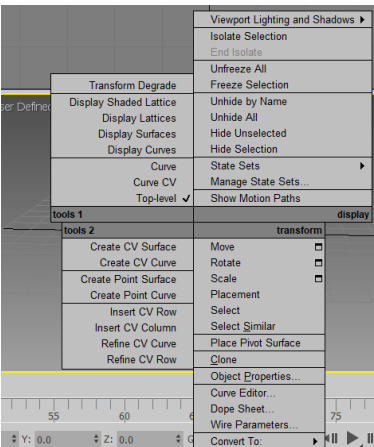 Viewport Lighting and Shadows
Isolate Selection
End Isolate
Unfreeze All
Freeze Selection
Unhide by Name
Unhide All
Hide Unselected
Hide Selection
State Sets
Manage State Sets...
Show Motion Paths
display
Transform Degrade
Display Shaded Lattice
Display Lattices
Display Surfaces
Display Curves
Curve
Curve CV
Top-level
tools 1
tools 2
Create CV Surface
Create CV Curve
Create Point Surface
Create Point Curve
Insert CV Row
Insert CV Column
Refine CV Curve
Refine CV Row
transform
Move
Rotate
Scale
Placement
Select
Select Similar
Place Pivot Surface
Clone
Object Properties...
Curve Editor...
Dope Sheet...
Wire Parameters...
Convert To:
55 60 75
Y: 0.0 Z: 0.0